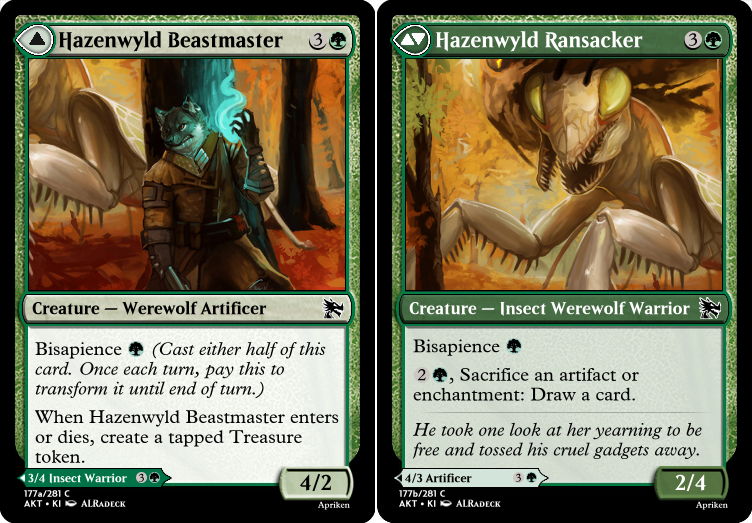 Hazenwyld Beastmaster 3
Creature — Werewolf Artificer
Bisapience (Cast either half of this
card. Once each turn, pay this to
transform it until end of turn.)
When Hazenwyld Beastmaster enters
or dies, create a tapped Treasure
token.
3/4 Insect Warrior 3
4/2
177a/281 C
AKT • KI ALRadeck
Apriken
Hazenwyld Ransacker 3
Creature — Insect Werewolf Warrior
Bisapience
2 , Sacrifice an artifact or
enchantment: Draw a card.
He took one look at her yearning to be
free and tossed his cruel gadgets away.
4/3 Artificer 3
2/4
177b/281 C
AKT • KI ALRadeck
Apriken